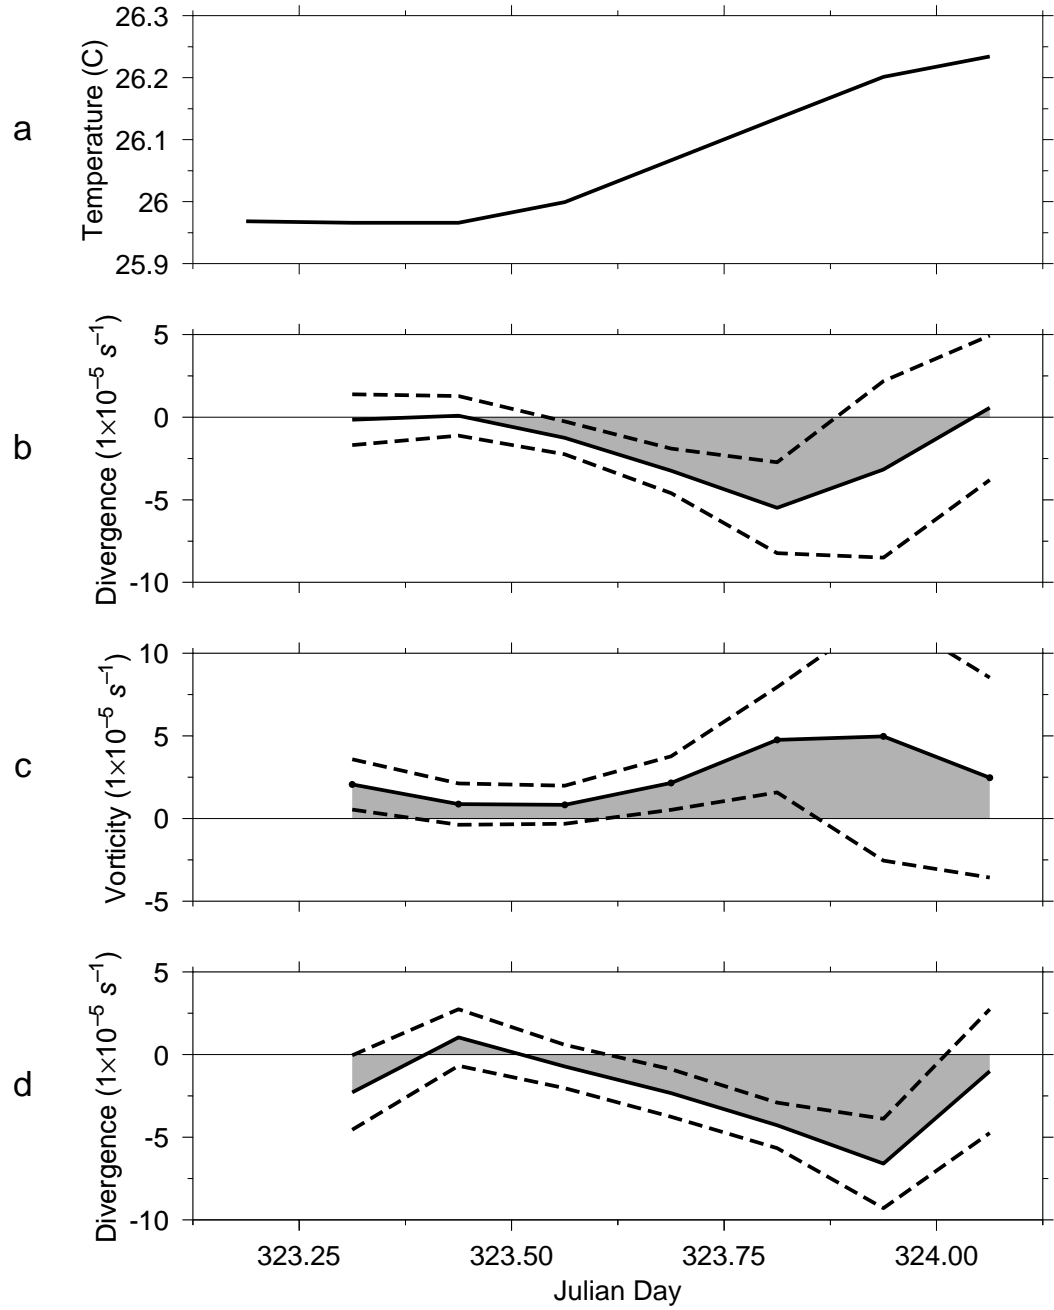 a
Temperature (C)
26.3
26.2
26.1
26
25.9
b
Divergence (1×10⁻⁵ s⁻¹)
5
0
-5
-10
c
Vorticity (1×10⁻⁵ s⁻¹)
10
5
0
-5
d
Divergence (1×10⁻⁵ s⁻¹)
5
0
-5
-10
323.25 323.50 323.75 324.00
Julian Day